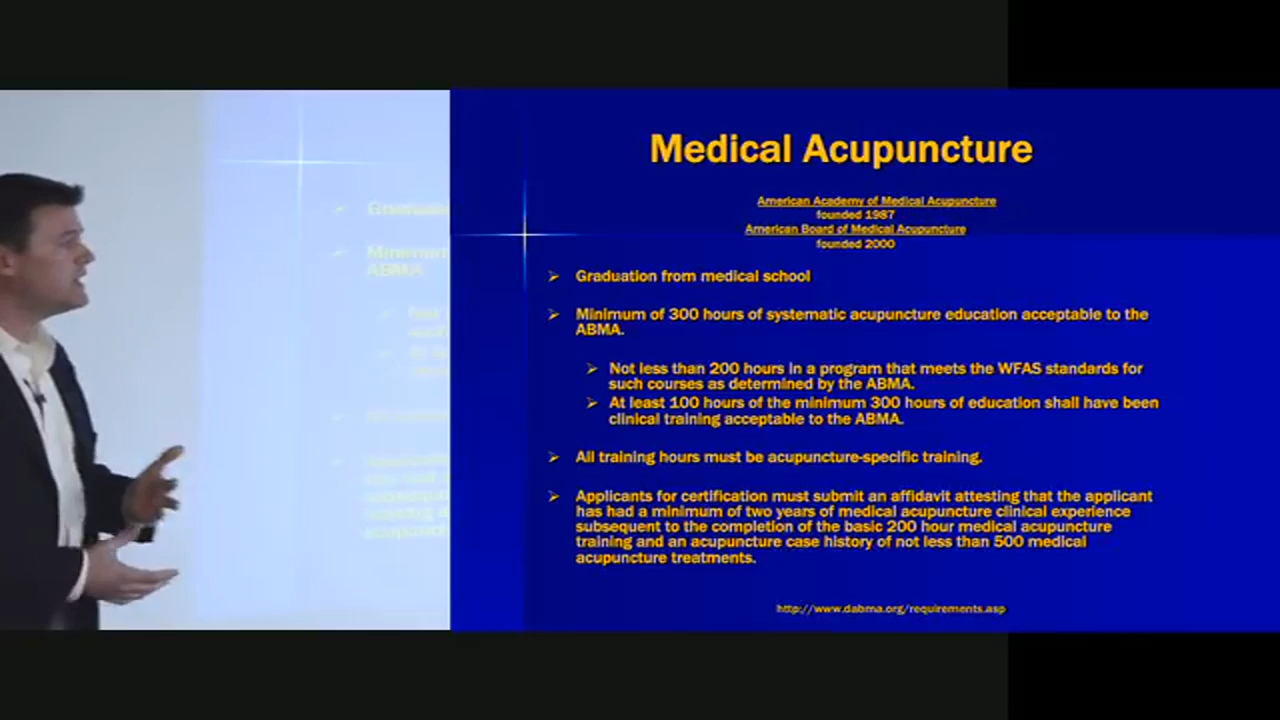 Medical Acupuncture
American Academy of Medical Acupuncture
founded 1987
American Board of Medical Acupuncture
founded 2000
Graduation from medical school
Minimum of 300 hours of systematic acupuncture education acceptable to the
ABMA.
Not less than 200 hours in a program that meets the WFAS standards for
such courses as determined by the ABMA.
At least 100 hours of the minimum 300 hours of education shall have been
clinical training acceptable to the ABMA.
All training hours must be acupuncture-specific training.
Applicants for certification must submit an affidavit attesting that the applicant
has had a minimum of two years of medical acupuncture clinical experience
subsequent to the completion of the basic 200 hour medical acupuncture
training and an acupuncture case history of not less than 500 medical
acupuncture treatments.
http://www.dabma.org/requirements.asp